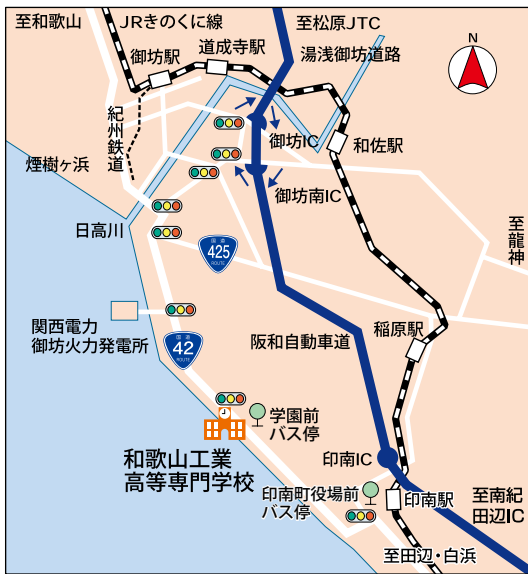 至和歌山
JRきのくに線
至松原JTC
御坊駅
道成寺駅
湯浅御坊道路
N
紀州鉄道
御坊IC
和佐駅
煙樹ヶ浜
御坊南IC
日高川
至龍神
国道
425
ROUTE
関西電力
御坊火力発電所
国道
42
ROUTE
阪和自動車道
稲原駅
学園前
バス停
和歌山工業
高等専門学校
印南IC
印南町役場前
バス停
印南駅
至南紀
田辺IC
至田辺・白浜